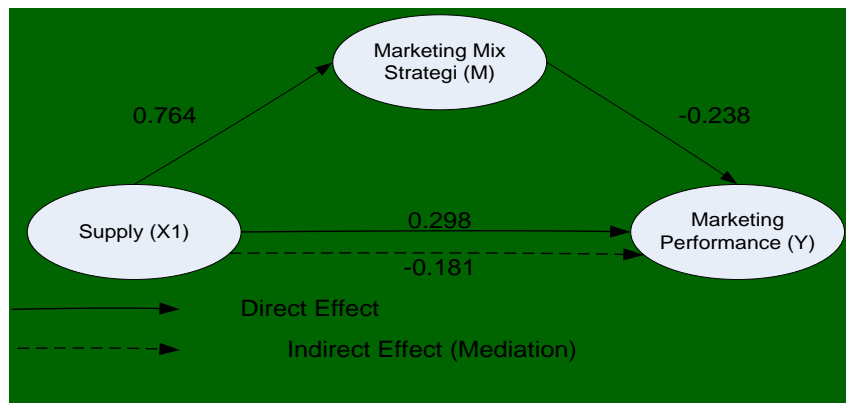 Marketing Mix
Strategi (M)
0.764
-0.238
Supply (X1)
0.298
Marketing
Performance (Y)
-0.181
Direct Effect
Indirect Effect (Mediation)